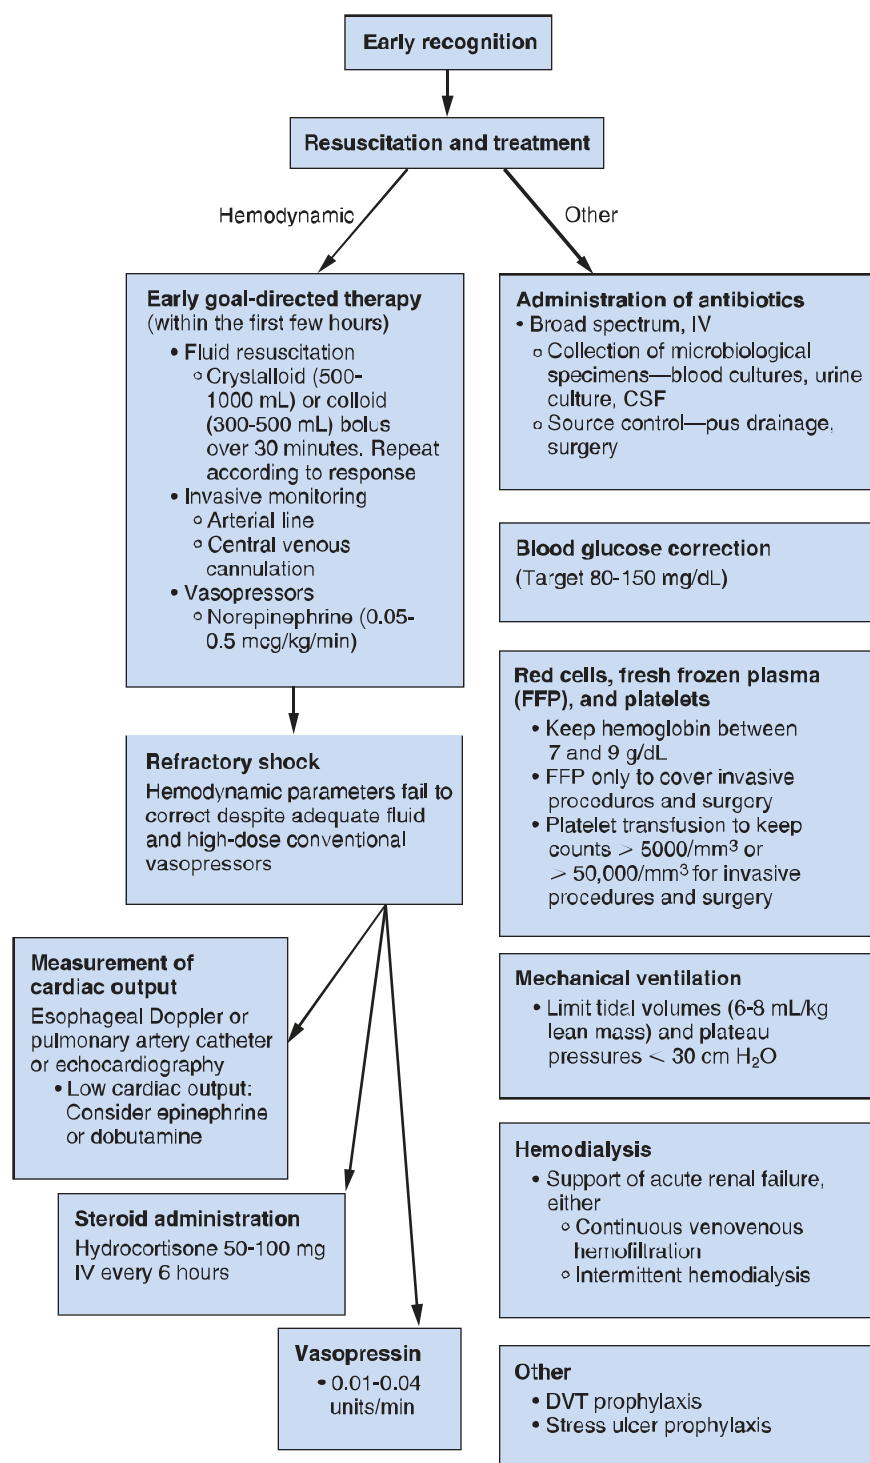 Early recognition
Resuscitation and treatment
Hemodynamic
Other
Early goal-directed therapy
(within the first few hours)
• Fluid resuscitation
○ Crystalloid (500-
1000 mL) or colloid
(300-500 mL) bolus
over 30 minutes. Repeat
according to response
• Invasive monitoring
○ Arterial line
○ Central venous
cannulation
• Vasopressors
○ Norepinephrine (0.05-
0.5 mcg/kg/min)
Refractory shock
Hemodynamic parameters fail to
correct despite adequate fluid
and high-dose conventional
vasopressors
Measurement of
cardiac output
Esophageal Doppler or
pulmonary artery catheter
or echocardiography
• Low cardiac output:
Consider epinephrine
or dobutamine
Steroid administration
Hydrocortisone 50-100 mg
IV every 6 hours
Vasopressin
• 0.01-0.04
units/min
Administration of antibiotics
• Broad spectrum, IV
○ Collection of microbiological
specimens—blood cultures, urine
culture, CSF
○ Source control—pus drainage,
surgery
Blood glucose correction
(Target 80-150 mg/dL)
Red cells, fresh frozen plasma
(FFP), and platelets
• Keep hemoglobin between
7 and 9 g/dL
• FFP only to cover invasive
procedures and surgery
• Platelet transfusion to keep
counts > 5000/mm³ or
> 50,000/mm³ for invasive
procedures and surgery
Mechanical ventilation
• Limit tidal volumes (6-8 mL/kg
lean mass) and plateau
pressures < 30 cm H₂O
Hemodialysis
• Support of acute renal failure,
either
○ Continuous venovenous
hemofiltration
○ Intermittent hemodialysis
Other
• DVT prophylaxis
• Stress ulcer prophylaxis